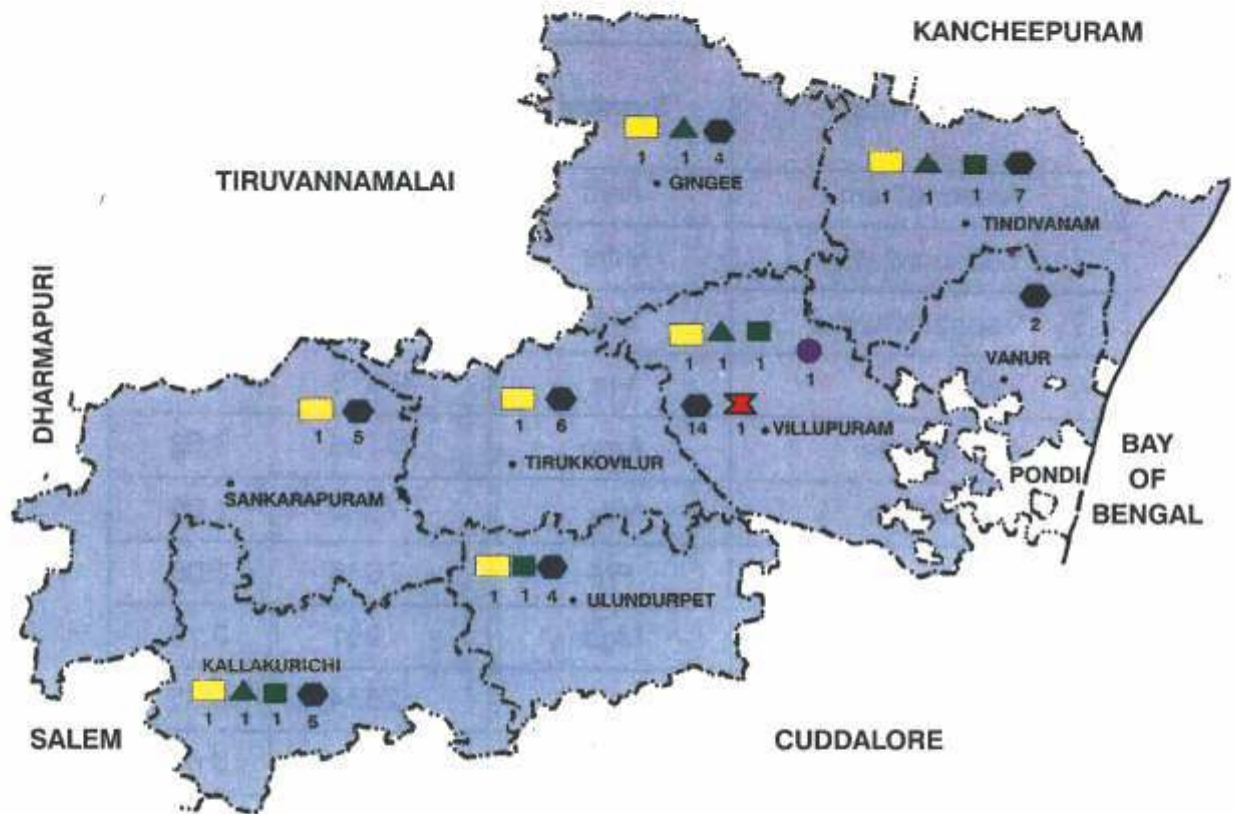 KANCHEEPURAM
TIRUVANNAMALAI
1 1 4
GINGEE
1 1 1 7
TINDIVANAM
DHARMAPURI
2
VANUR
1 1 1 1
14 1
VILLUPURAM
1 5
SANKARAPURAM
1 6
TIRUKKOVILUR
BAY
OF
BENGAL
PONDI
1 1 4
ULUNDURPET
KALLAKURICHI
1 1 1
SALEM
CUDDALORE